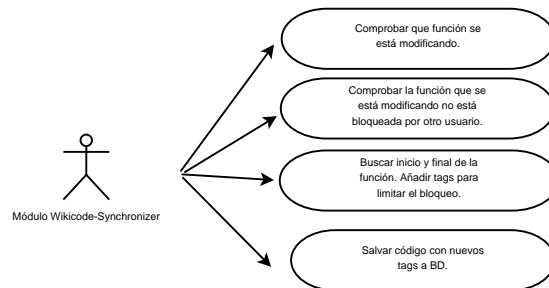 Comprobar que función se
está modificando.
Comprobar la función que se
está modificando no está
bloqueada por otro usuario.
Buscar inicio y final de la
función. Añadir tags para
limitar el bloqueo.
Módulo Wikicode-Synchronizer
Salvar código con nuevos
tags a BD.